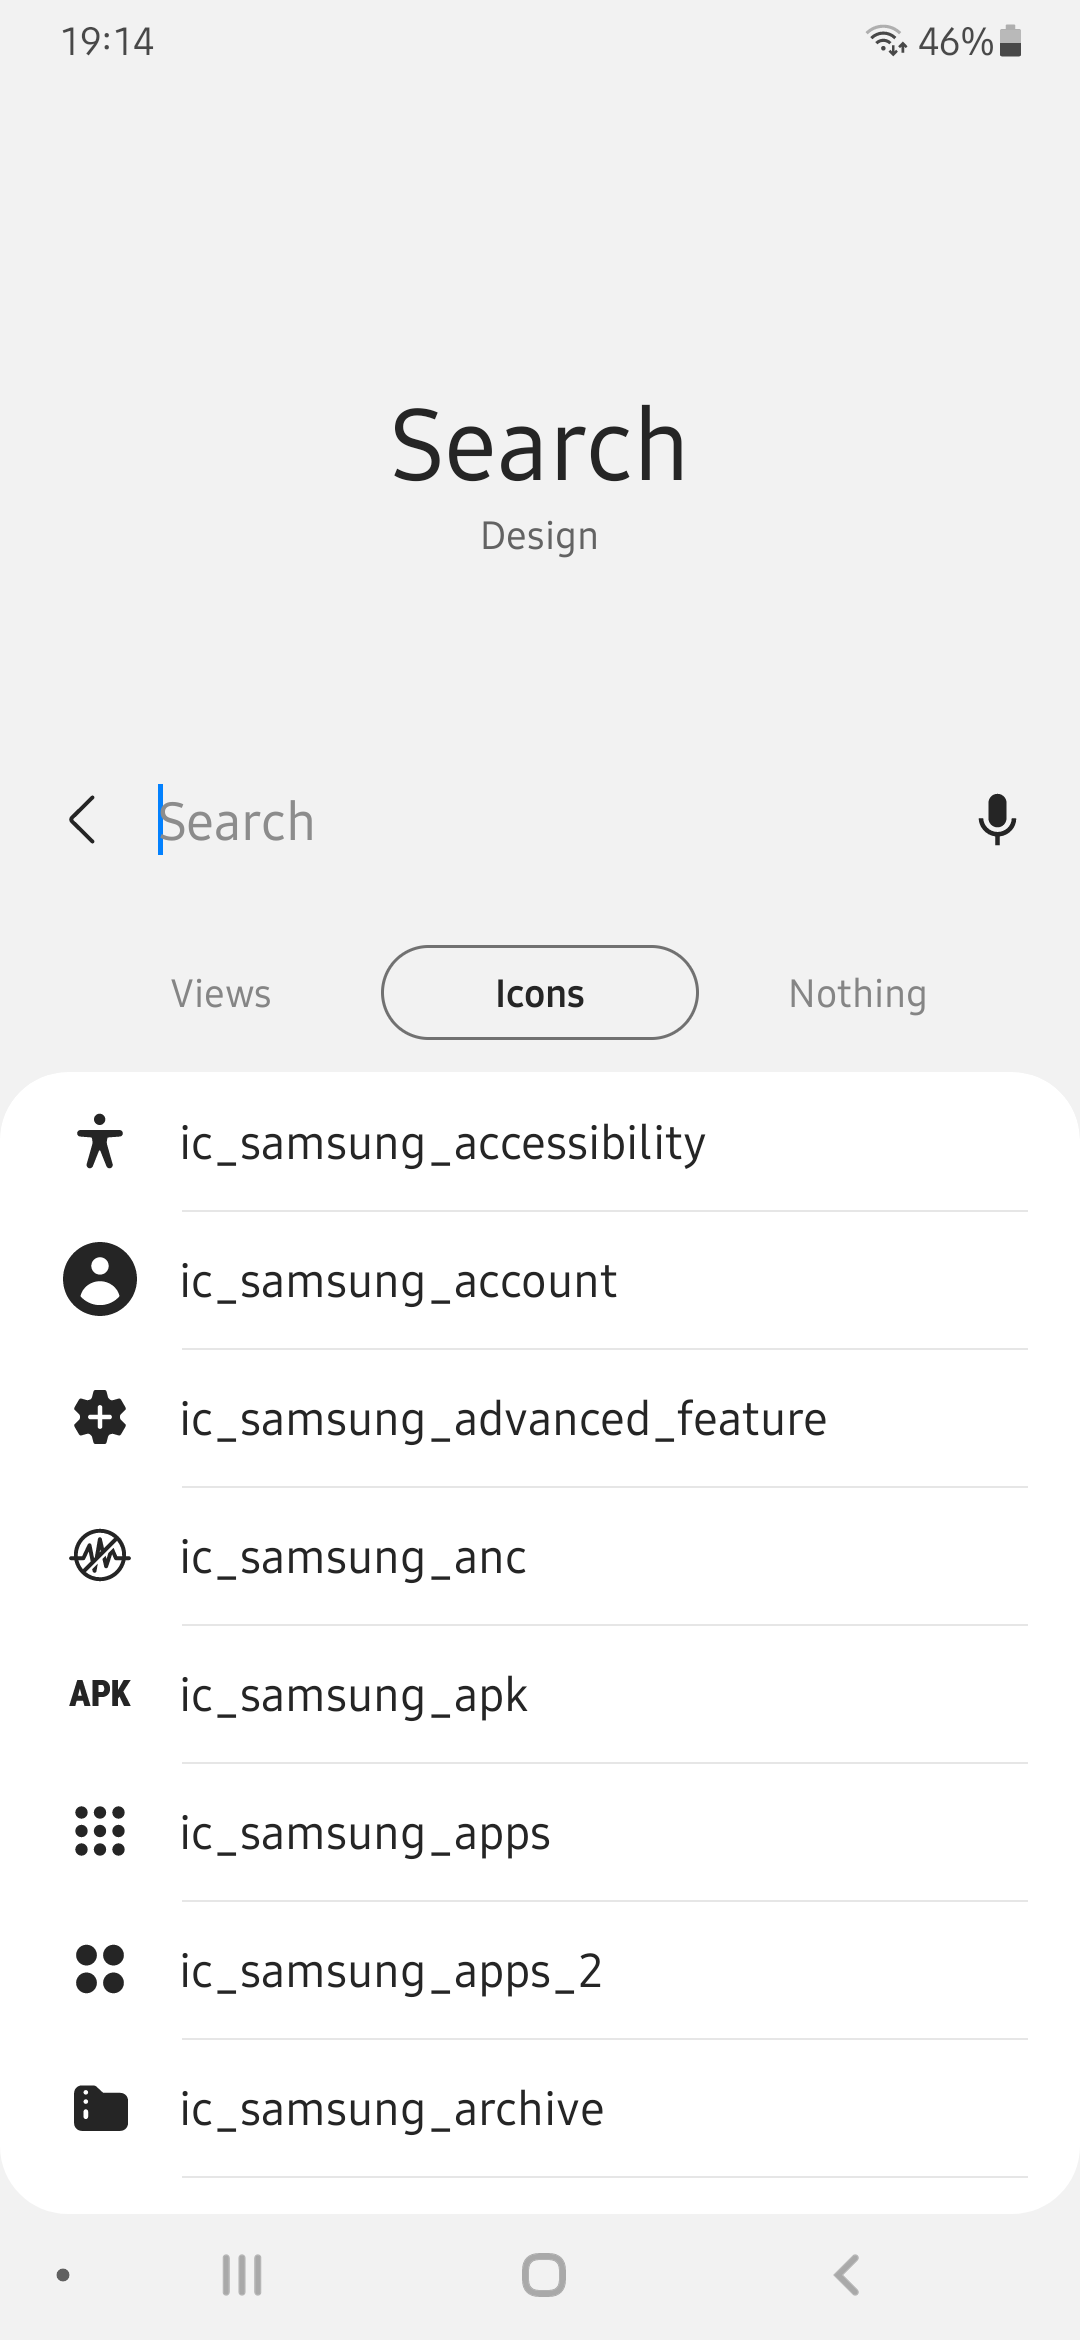 19:14
46%
Search
Design
Search
Views
Icons
Nothing
ic_samsung_accessibility
ic_samsung_account
ic_samsung_advanced_feature
ic_samsung_anc
APK
ic_samsung_apk
ic_samsung_apps
ic_samsung_apps_2
ic_samsung_archive